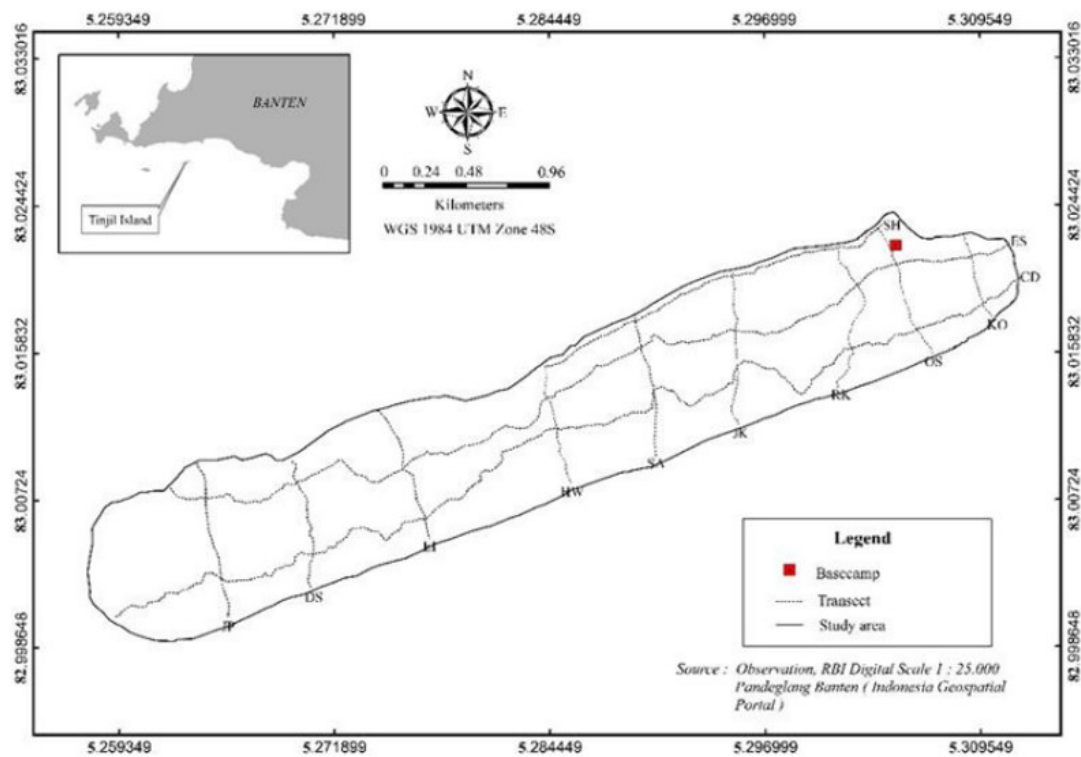 5.259349 5.271899 5.284449 5.296999 5.309549
83.033016
83.033016
BANTEN
Tinjil Island
N
W E
S
0 0.24 0.48 0.96
Kilometers
WGS 1984 UTM Zone 48S
83.024424
83.024424
SH
ES
CD
KO
OS
RK
JK
SA
HW
LI
DS
JP
83.015832
83.015832
83.00724
83.00724
82.998648
82.998648
Legend
Basecamp
Transect
Study area
Source : Observation, RBI Digital Scale 1 : 25.000
Pandeglang Banten ( Indonesia Geospatial
Portal )
5.259349 5.271899 5.284449 5.296999 5.309549